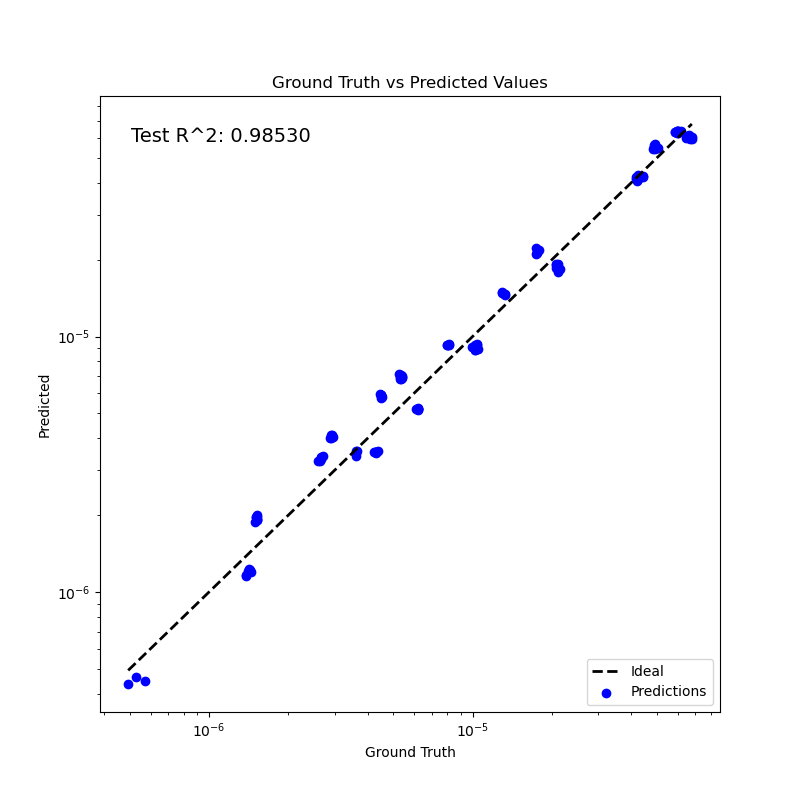 Ground Truth vs Predicted Values
Test R^2: 0.98530
10⁻⁵
10⁻⁶
Predicted
10⁻⁶
10⁻⁵
Ground Truth
Ideal
Predictions